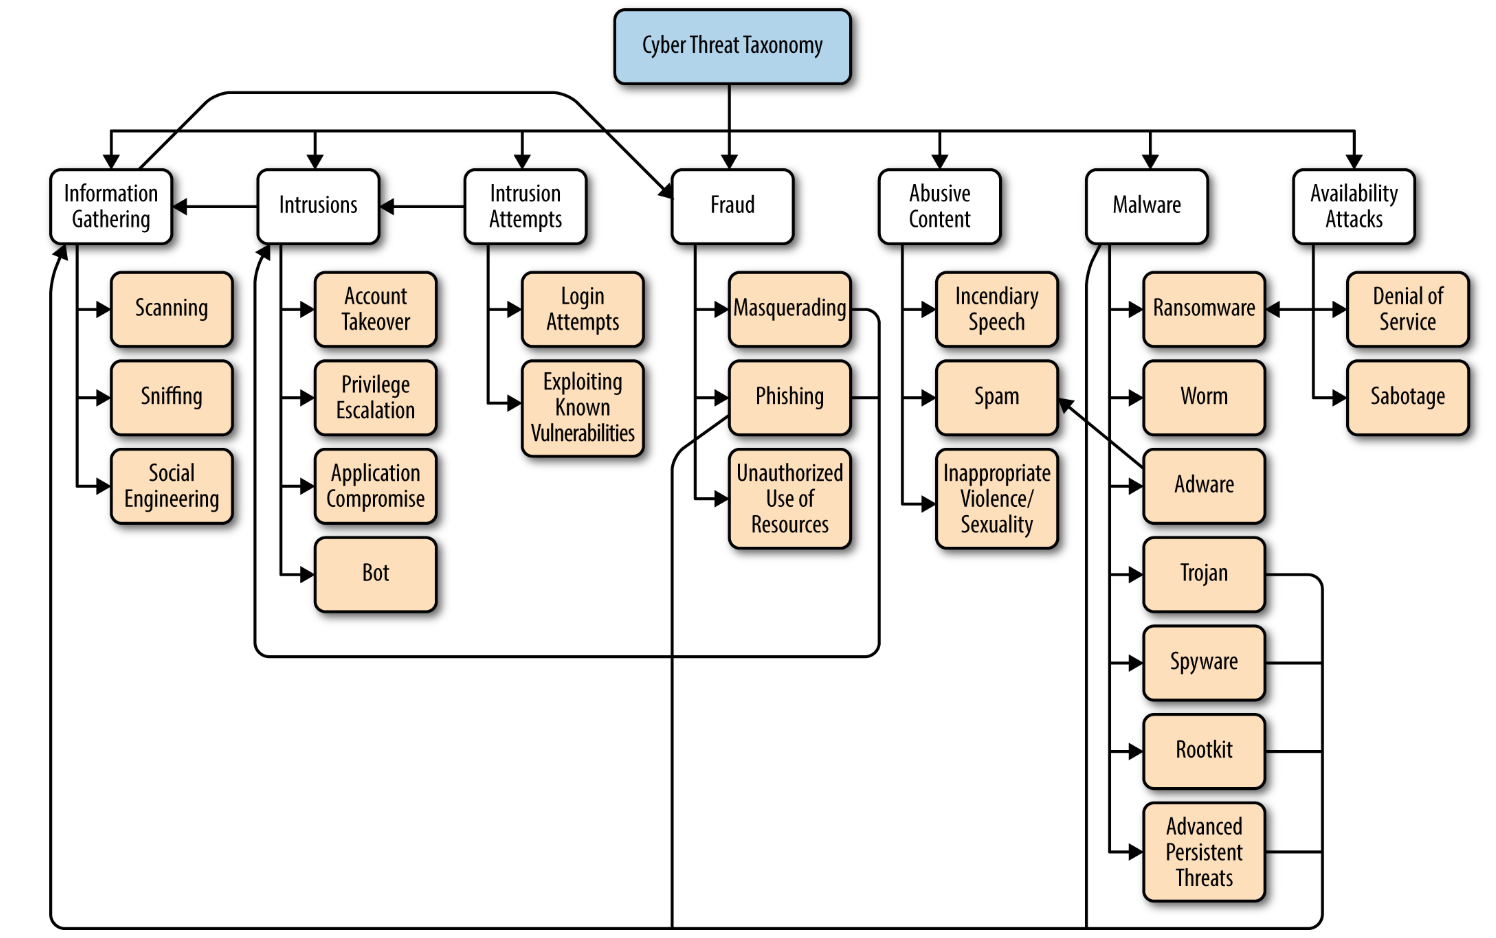 Cyber Threat Taxonomy
Information
Gathering
Intrusions
Intrusion
Attempts
Fraud
Abusive
Content
Malware
Availability
Attacks
Scanning
Sniffing
Social
Engineering
Account
Takeover
Privilege
Escalation
Application
Compromise
Bot
Login
Attempts
Exploiting
Known
Vulnerabilities
Masquerading
Phishing
Unauthorized
Use of
Resources
Incendiary
Speech
Spam
Inappropriate
Violence/
Sexuality
Ransomware
Worm
Adware
Trojan
Spyware
Rootkit
Advanced
Persistent
Threats
Denial of
Service
Sabotage